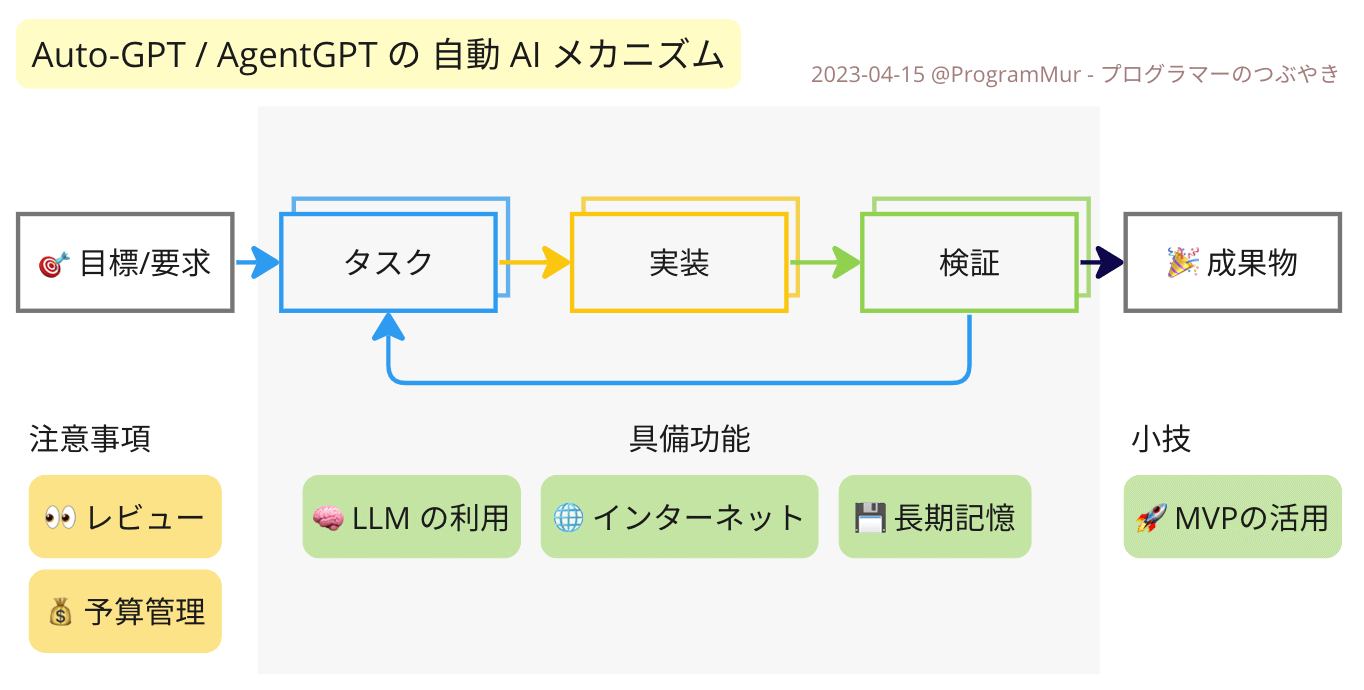 Auto-GPT / AgentGPT の 自動 AI メカニズム
2023-04-15 @ProgramMur - プログラマーのつぶやき
🎯 目標/要求
タスク
実装
検証
🎉 成果物
注意事項
👀 レビュー
💰 予算管理
具備功能
🧠 LLM の利用
🌐 インターネット
💾 長期記憶
小技
🚀 MVPの活用